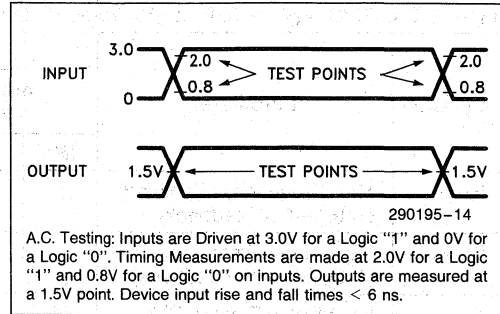 3.0
2.0
2.0
INPUT
TEST POINTS
0.8
0.8
0
OUTPUT
1.5V
TEST POINTS
1.5V
290195-14
A.C. Testing: Inputs are Driven at 3.0V for a Logic "1" and 0V for
a Logic "0". Timing Measurements are made at 2.0V for a Logic
"1" and 0.8V for a Logic "0" on inputs. Outputs are measured at
a 1.5V point. Device input rise and fall times < 6 ns.